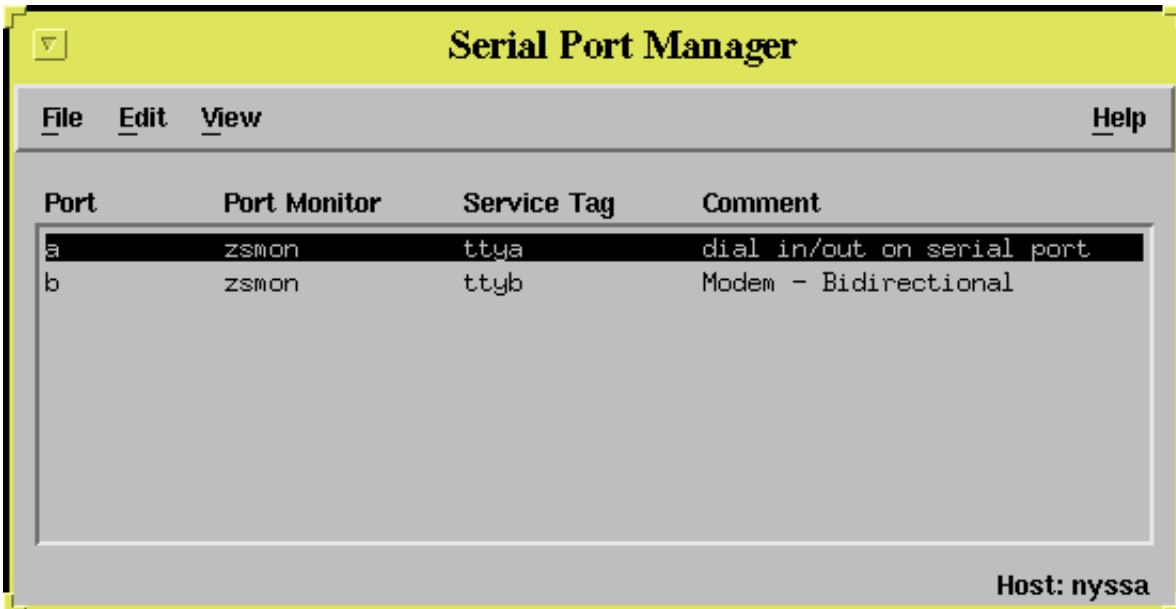 Serial Port Manager
File Edit View Help
Port Port Monitor Service Tag Comment
a zsmon ttya dial in/out on serial port
b zsmon ttyb Modem - Bidirectional
Host: nyssa